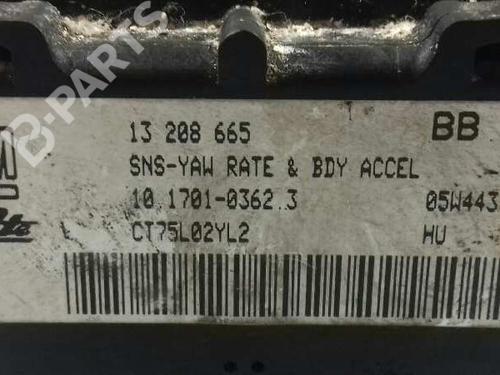 B-PARTS
13 208 665 BB
SNS-YAW RATE & BDY ACCEL
10.1701-0362.3 05W443
CT75L02YL2 HU